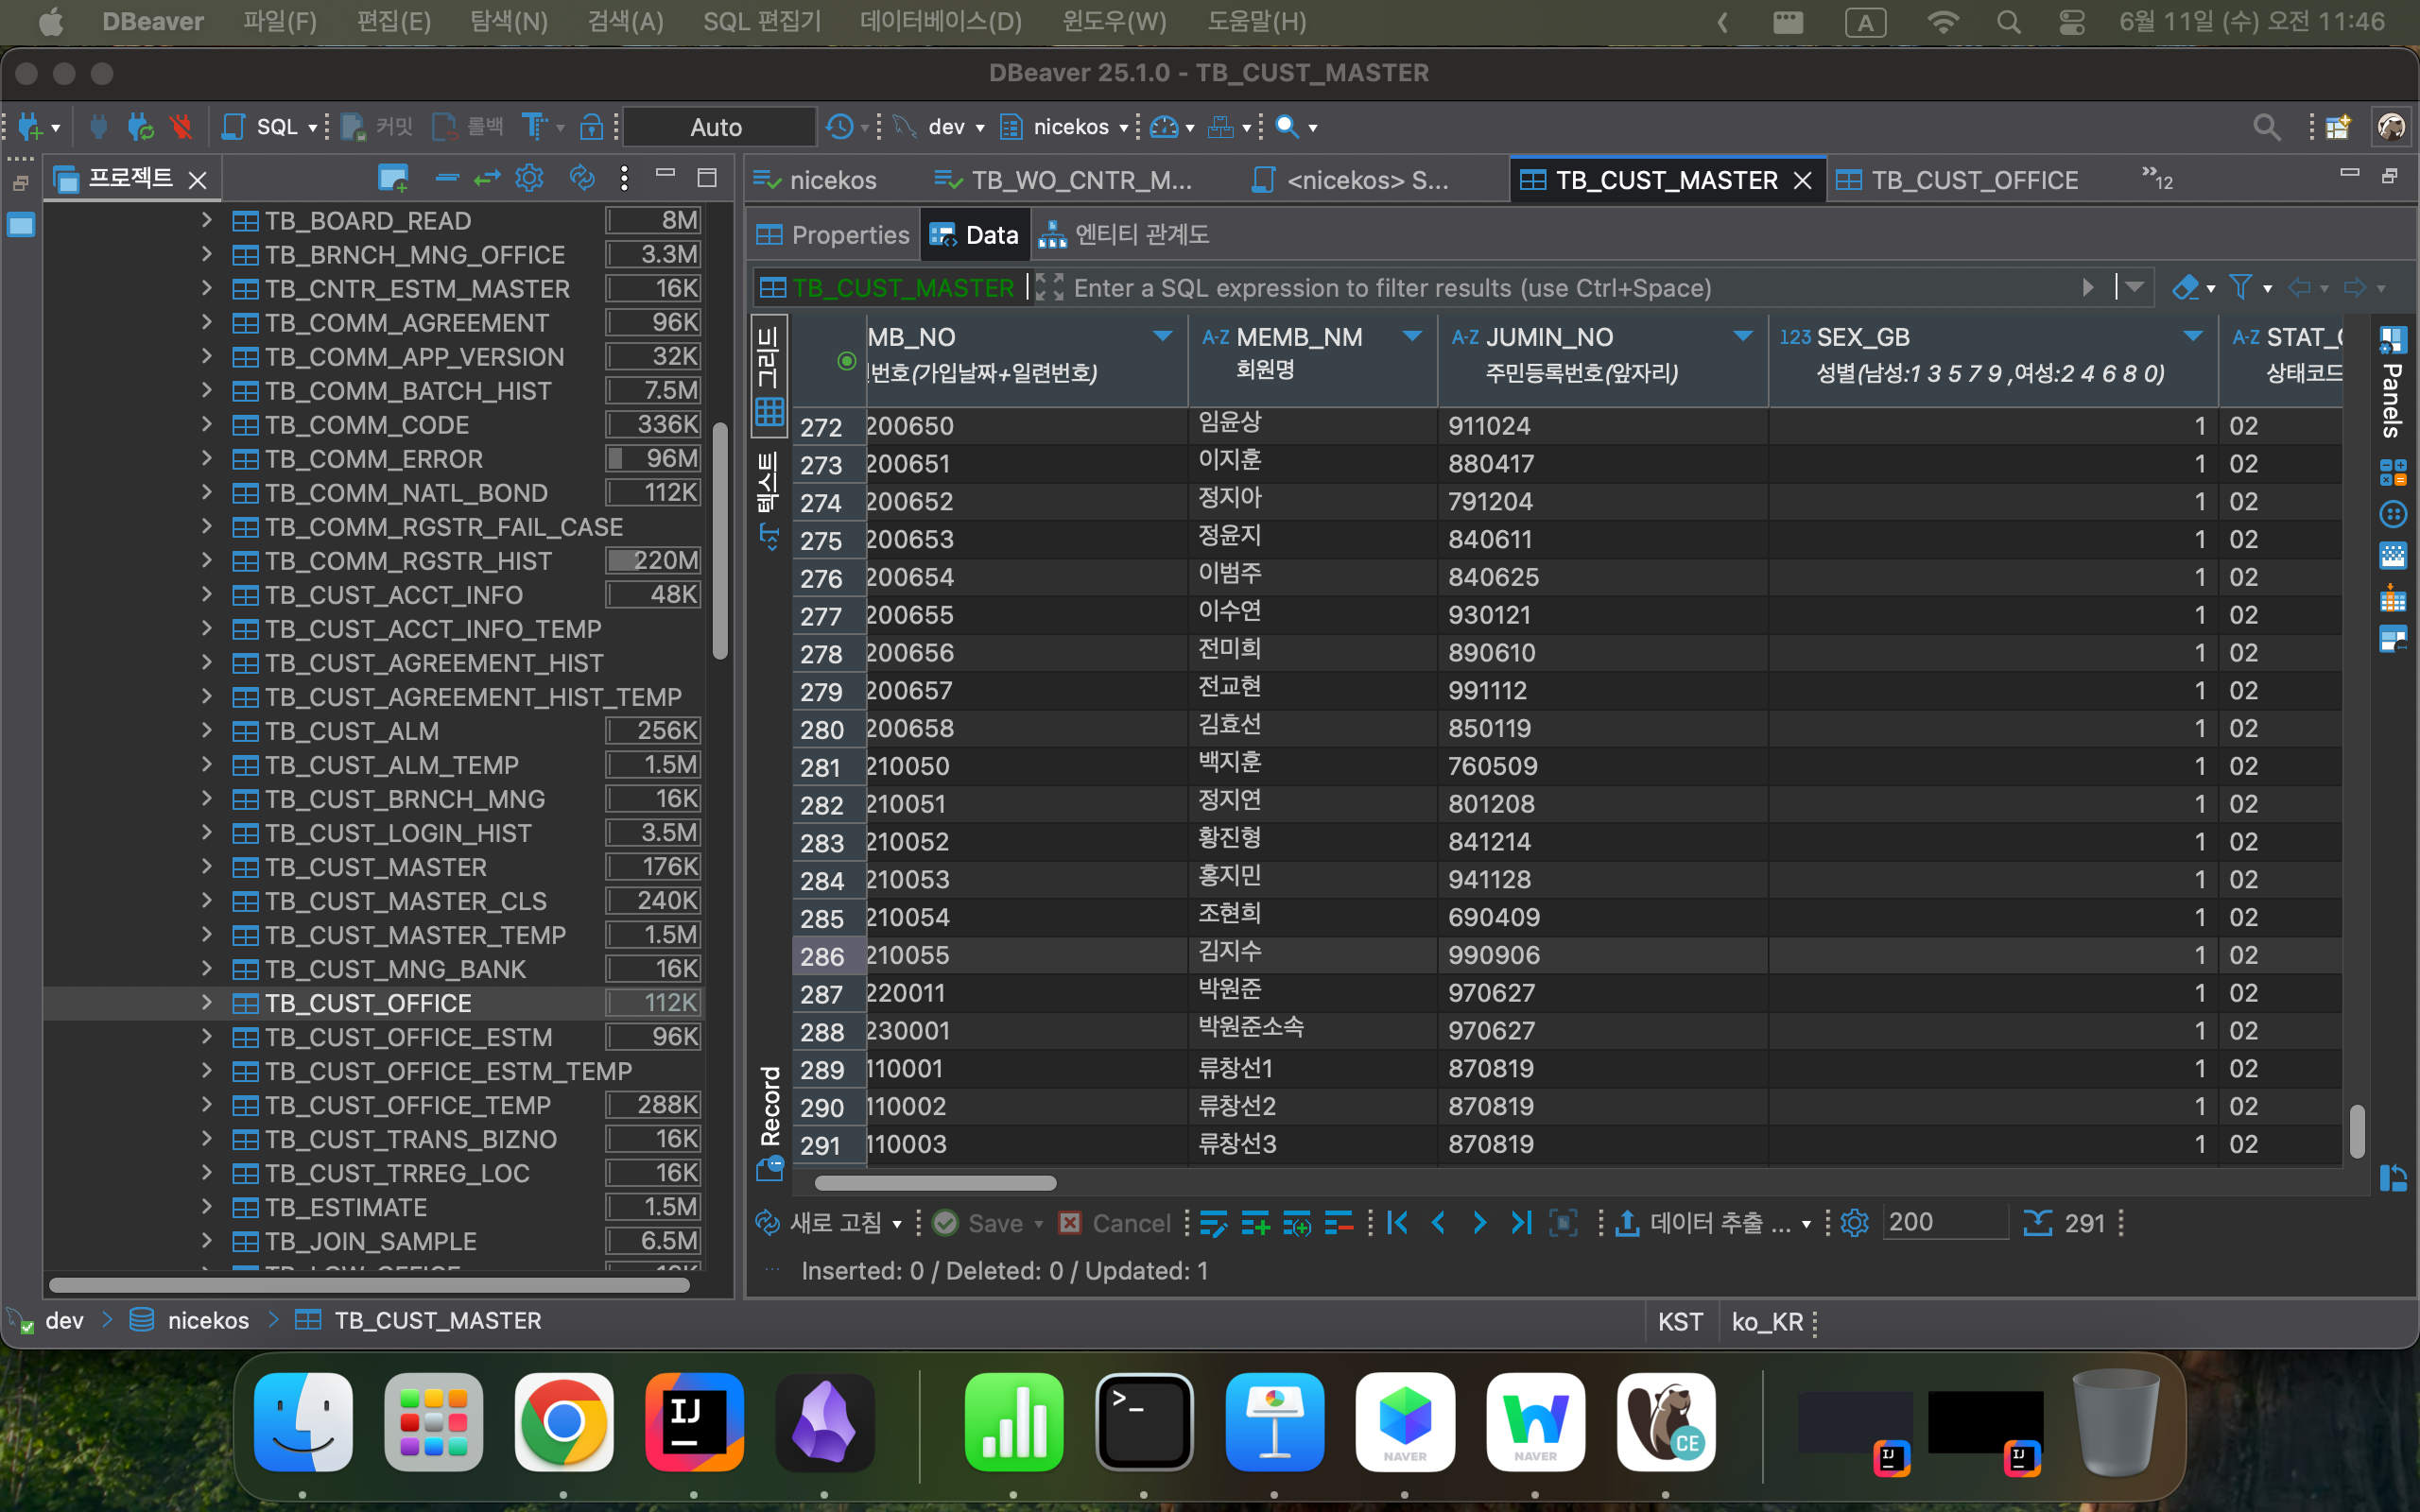 DBeaver 파일(F) 편집(E) 탐색(N) 검색(A) SQL 편집기 데이터베이스(D) 윈도우(W) 도움말(H) A 6월 11일 (수) 오전 11:46
DBeaver 25.1.0 - TB_CUST_MASTER
SQL 커밋 롤백 Auto dev nicekos
프로젝트
nicekos TB_WO_CNTR_M... <nicekos> S... TB_CUST_MASTER TB_CUST_OFFICE »12
TB_BOARD_READ 8M
TB_BRNCH_MNG_OFFICE 3.3M
TB_CNTR_ESTM_MASTER 16K
TB_COMM_AGREEMENT 96K
TB_COMM_APP_VERSION 32K
TB_COMM_BATCH_HIST 7.5M
TB_COMM_CODE 336K
TB_COMM_ERROR 96M
TB_COMM_NATL_BOND 112K
TB_COMM_RGSTR_FAIL_CASE
TB_COMM_RGSTR_HIST 220M
TB_CUST_ACCT_INFO 48K
TB_CUST_ACCT_INFO_TEMP
TB_CUST_AGREEMENT_HIST
TB_CUST_AGREEMENT_HIST_TEMP
TB_CUST_ALM 256K
TB_CUST_ALM_TEMP 1.5M
TB_CUST_BRNCH_MNG 16K
TB_CUST_LOGIN_HIST 3.5M
TB_CUST_MASTER 176K
TB_CUST_MASTER_CLS 240K
TB_CUST_MASTER_TEMP 1.5M
TB_CUST_MNG_BANK 16K
TB_CUST_OFFICE 112K
TB_CUST_OFFICE_ESTM 96K
TB_CUST_OFFICE_ESTM_TEMP
TB_CUST_OFFICE_TEMP 288K
TB_CUST_TRANS_BIZNO 16K
TB_CUST_TRREG_LOC 16K
TB_ESTIMATE 1.5M
TB_JOIN_SAMPLE 6.5M
Properties Data 엔티티 관계도
TB_CUST_MASTER Enter a SQL expression to filter results (use Ctrl+Space)
그리드
텍스트
Record
Panels
MB_NO A-Z MEMB_NM A-Z JUMIN_NO 123 SEX_GB A-Z STAT_
번호(가입날짜+일련번호) 회원명 주민등록번호(앞자리) 성별(남성:1 3 5 7 9 ,여성:2 4 6 8 0) 상태코드
272 200650 임윤상 911024 1 02
273 200651 이지훈 880417 1 02
274 200652 정지아 791204 1 02
275 200653 정윤지 840611 1 02
276 200654 이범주 840625 1 02
277 200655 이수연 930121 1 02
278 200656 전미희 890610 1 02
279 200657 전교현 991112 1 02
280 200658 김효선 850119 1 02
281 210050 백지훈 760509 1 02
282 210051 정지연 801208 1 02
283 210052 황진형 841214 1 02
284 210053 홍지민 941128 1 02
285 210054 조현희 690409 1 02
286 210055 김지수 990906 1 02
287 220011 박원준 970627 1 02
288 230001 박원준소속 970627 1 02
289 110001 류창선1 870819 1 02
290 110002 류창선2 870819 1 02
291 110003 류창선3 870819 1 02
새로 고침 Save Cancel 데이터 추출 ... 200 291
Inserted: 0 / Deleted: 0 / Updated: 1
dev nicekos TB_CUST_MASTER KST ko_KR
IJ >_ NAVER NAVER CE IJ IJ